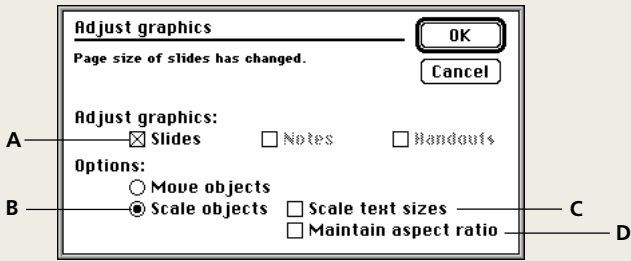 Adjust graphics
OK
Page size of slides has changed.
Cancel
Adjust graphics:
A Slides Notes Handouts
Options:
Move objects
B Scale objects Scale text sizes C
Maintain aspect ratio D